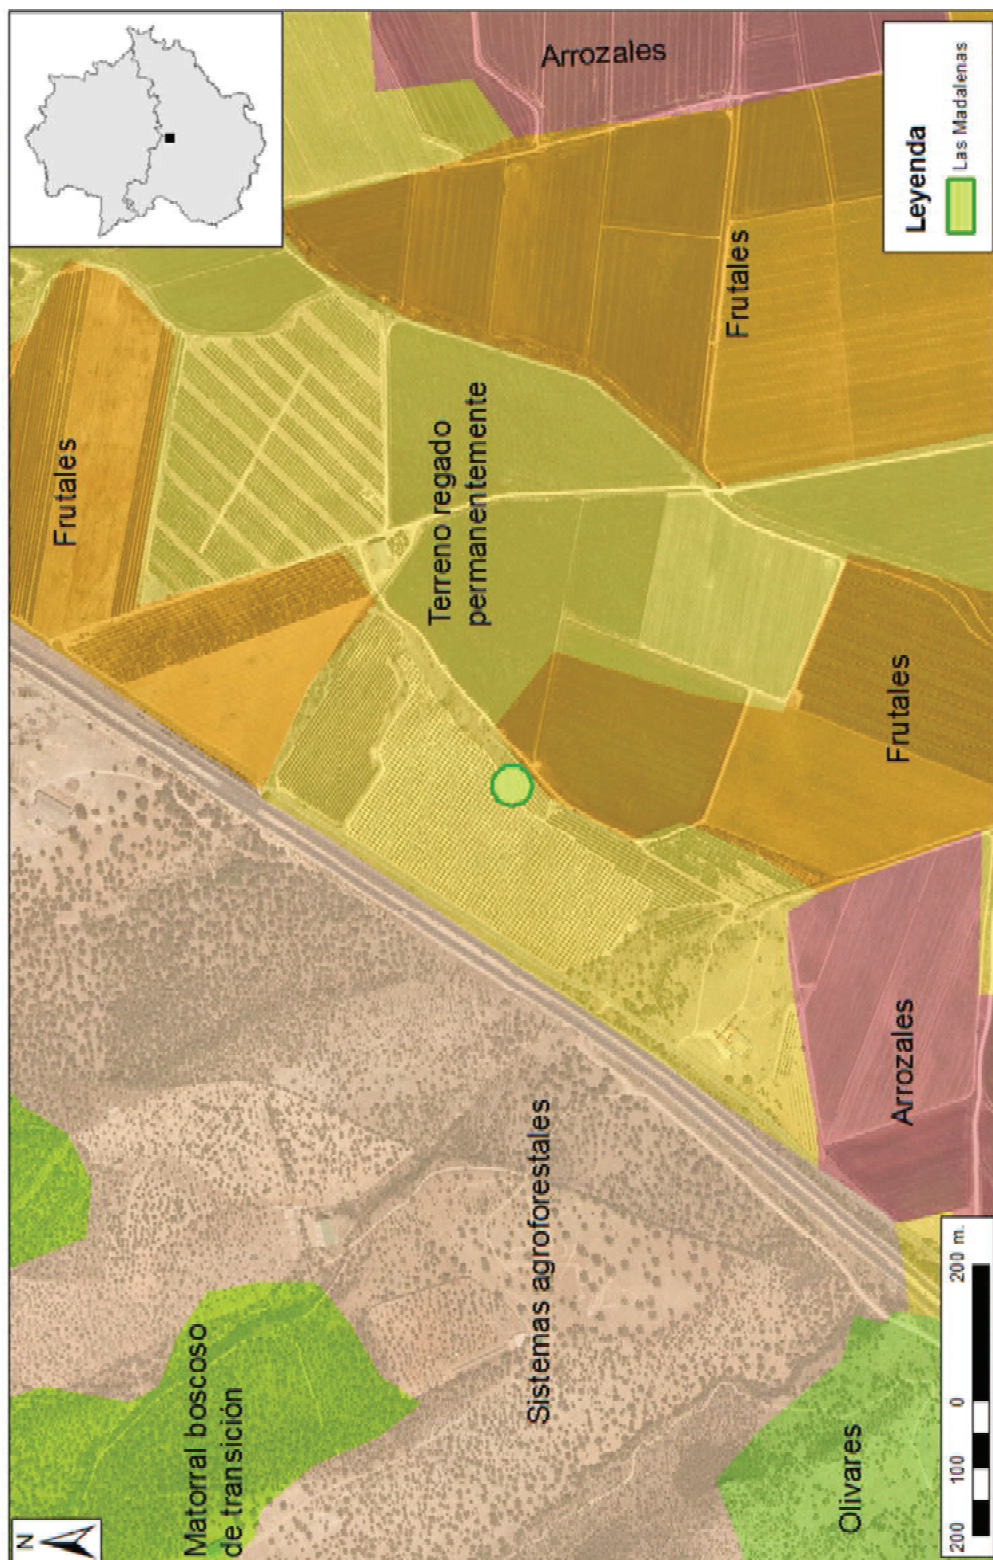 N
Matorral boscoso
de transición
Frutales
Arrozales
Terreno regado
permanentemente
Sistemas agroforestales
Frutales
Olivares
Arrozales
Frutales
200 100 0 200 m.
Leyenda
Las Madalenas